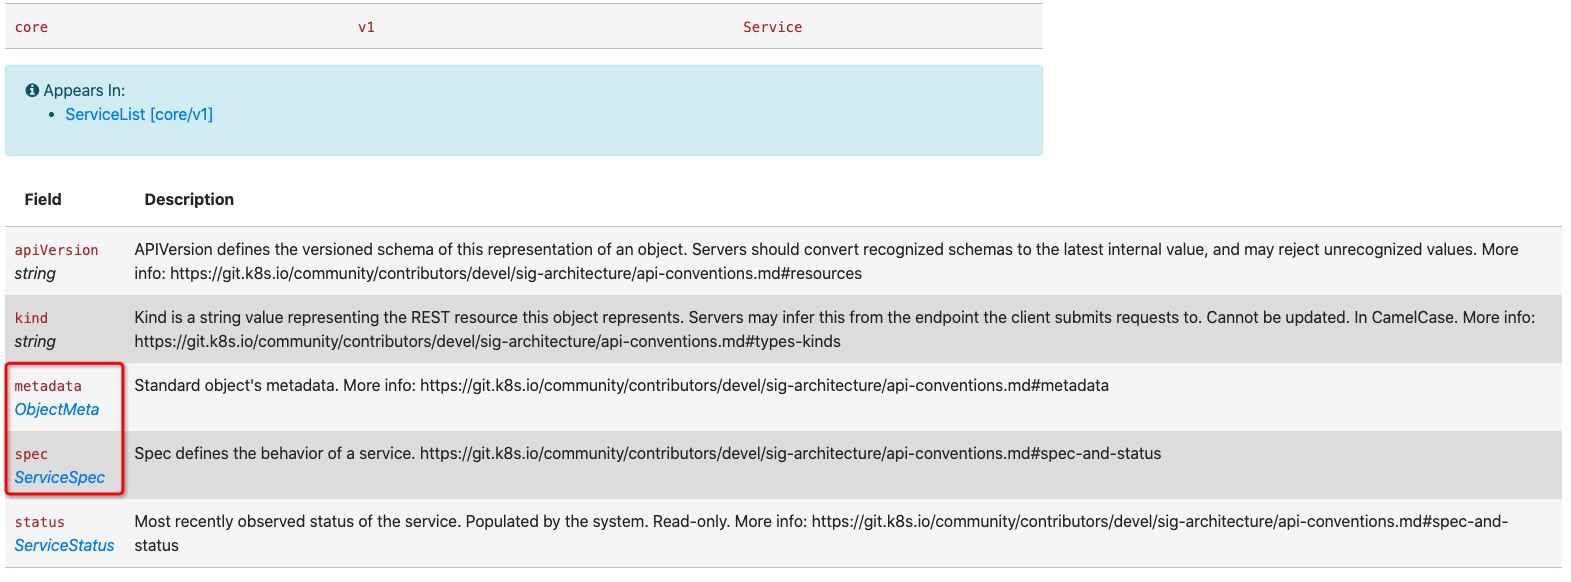 core v1 Service
Appears In:
• ServiceList [core/v1]
Field Description
apiVersion APIVersion defines the versioned schema of this representation of an object. Servers should convert recognized schemas to the latest internal value, and may reject unrecognized values. More
string info: https://git.k8s.io/community/contributors/devel/sig-architecture/api-conventions.md#resources
kind Kind is a string value representing the REST resource this object represents. Servers may infer this from the endpoint the client submits requests to. Cannot be updated. In CamelCase. More info:
string https://git.k8s.io/community/contributors/devel/sig-architecture/api-conventions.md#types-kinds
metadata Standard object's metadata. More info: https://git.k8s.io/community/contributors/devel/sig-architecture/api-conventions.md#metadata
ObjectMeta
spec Spec defines the behavior of a service. https://git.k8s.io/community/contributors/devel/sig-architecture/api-conventions.md#spec-and-status
ServiceSpec
status Most recently observed status of the service. Populated by the system. Read-only. More info: https://git.k8s.io/community/contributors/devel/sig-architecture/api-conventions.md#spec-and-
ServiceStatus status